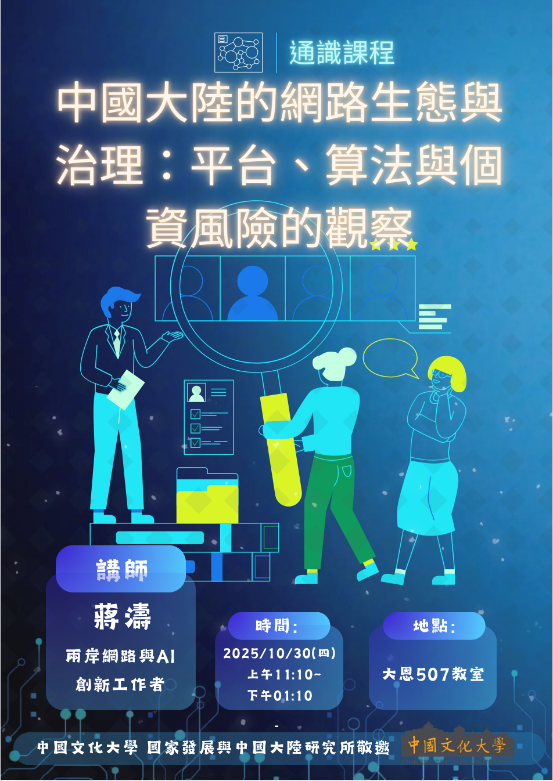 通識課程
中國大陸的網路生態與
治理：平台、算法與個
資風險的觀察
講師
蔣濤
兩岸網路與AI
創新工作者
時間:
2025/10/30(四)
上午11:10~
下午01:10
地點:
大恩507教室
-
中國文化大學 國家發展與中國大陸研究所敬邀
中國文化大學